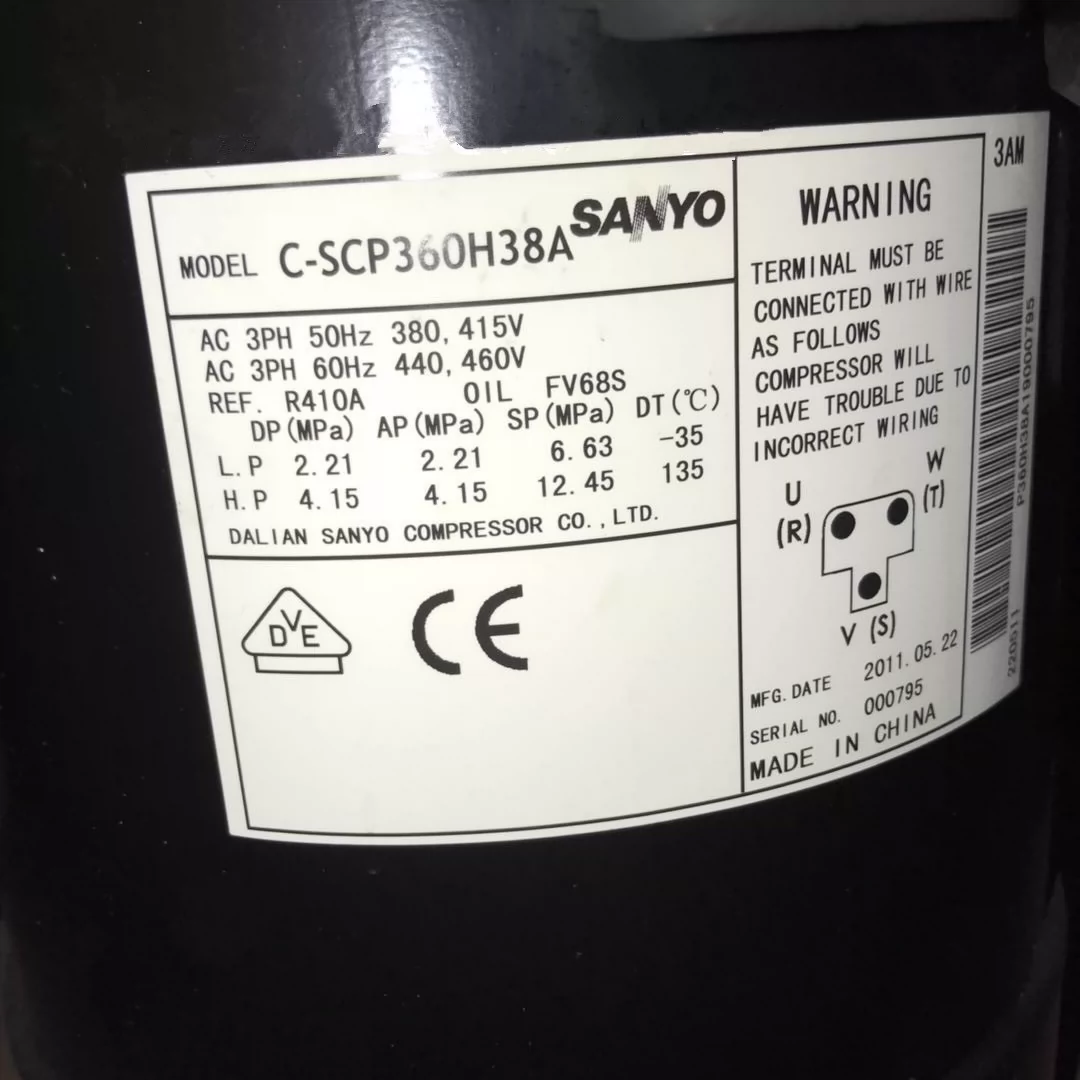 SANYO
MODEL C-SCP360H38A
AC 3PH 50Hz 380, 415V
AC 3PH 60Hz 440, 460V
REF. R410A OIL FV68S
DP (MPa) AP (MPa) SP (MPa) DT (℃)
L.P 2.21 2.21 6.63 -35
H.P 4.15 4.15 12.45 135
DALIAN SANYO COMPRESSOR CO., LTD.
DVE
CE
WARNING
TERMINAL MUST BE
CONNECTED WITH WIRE
AS FOLLOWS
COMPRESSOR WILL
HAVE TROUBLE DUE TO
INCORRECT WIRING
U
(R)
W
(T)
V (S)
MFG. DATE 2011.05.22
SERIAL NO. 000795
MADE IN CHINA
3AM
P360H38A19000795
220511